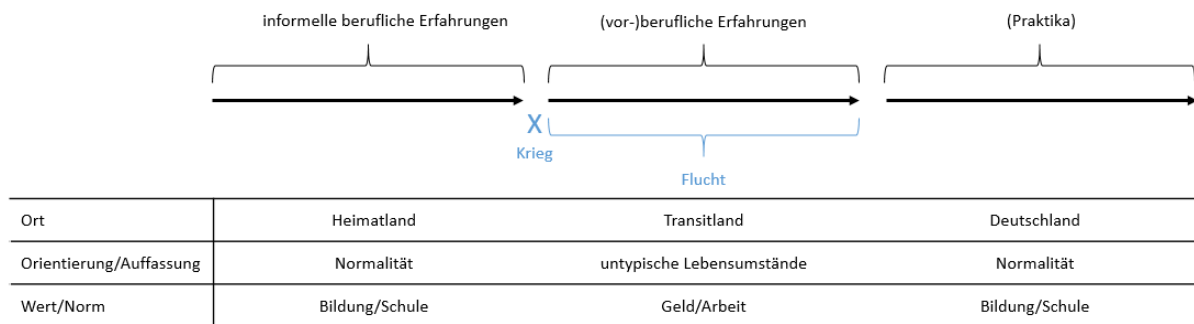 informelle berufliche Erfahrungen (vor-)berufliche Erfahrungen (Praktika)
X
Krieg
Flucht
Ort Heimatland Transitland Deutschland
Orientierung/Auffassung Normalität untypische Lebensumstände Normalität
Wert/Norm Bildung/Schule Geld/Arbeit Bildung/Schule